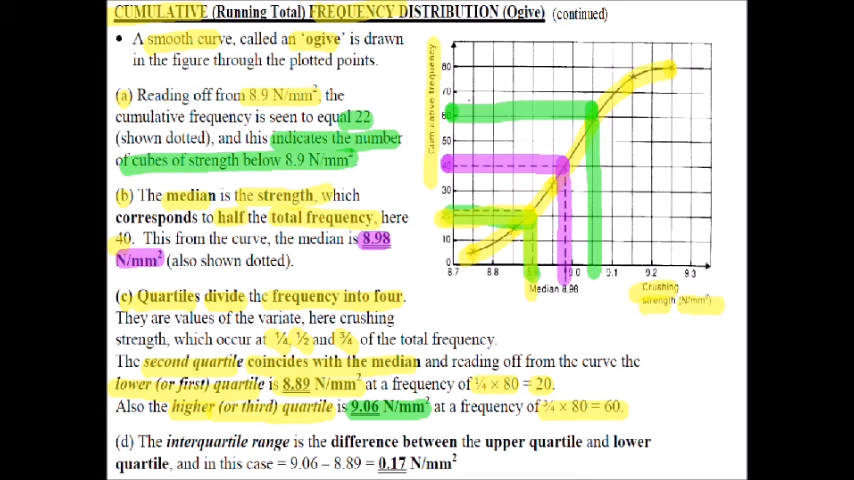 CUMULATIVE (Running Total) FREQUENCY DISTRIBUTION (Ogive) (continued)
• A smooth curve, called an 'ogive' is drawn
in the figure through the plotted points.
(a) Reading off from 8.9 N/mm², the
cumulative frequency is seen to equal 22
(shown dotted), and this indicates the number
of cubes of strength below 8.9 N/mm²
(b) The median is the strength, which
corresponds to half the total frequency, here
40. This from the curve, the median is 8.98
N/mm² (also shown dotted).
(c) Quartiles divide the frequency into four.
They are values of the variate, here crushing
strength, which occur at ¼, ½ and ¾ of the total frequency.
The second quartile coincides with the median and reading off from the curve the
lower (or first) quartile is 8.89 N/mm² at a frequency of ¼ × 80 = 20.
Also the higher (or third) quartile is 9.06 N/mm² at a frequency of ¾ × 80 = 60.
(d) The interquartile range is the difference between the upper quartile and lower
quartile, and in this case = 9.06 – 8.89 = 0.17 N/mm²
Cumulative frequency
80
70
60
50
40
30
20
10
0
8.7 8.8 8.9 9.0 9.1 9.2 9.3
Median 8.98
Crushing
strength (N/mm²)